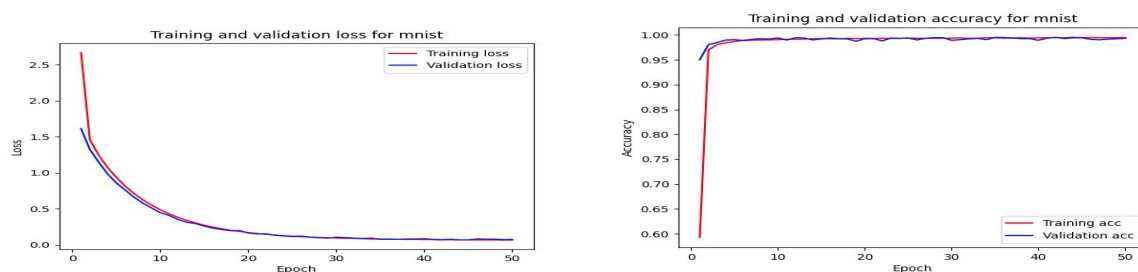 Training and validation loss for mnist
Training loss
Validation loss
2.5
2.0
1.5
1.0
0.5
0.0
Loss
0
10
20
30
40
50
Epoch
Training and validation accuracy for mnist
1.00
0.95
0.90
0.85
0.80
0.75
0.70
0.65
0.60
Accuracy
Training acc
Validation acc
0
10
20
30
40
50
Epoch